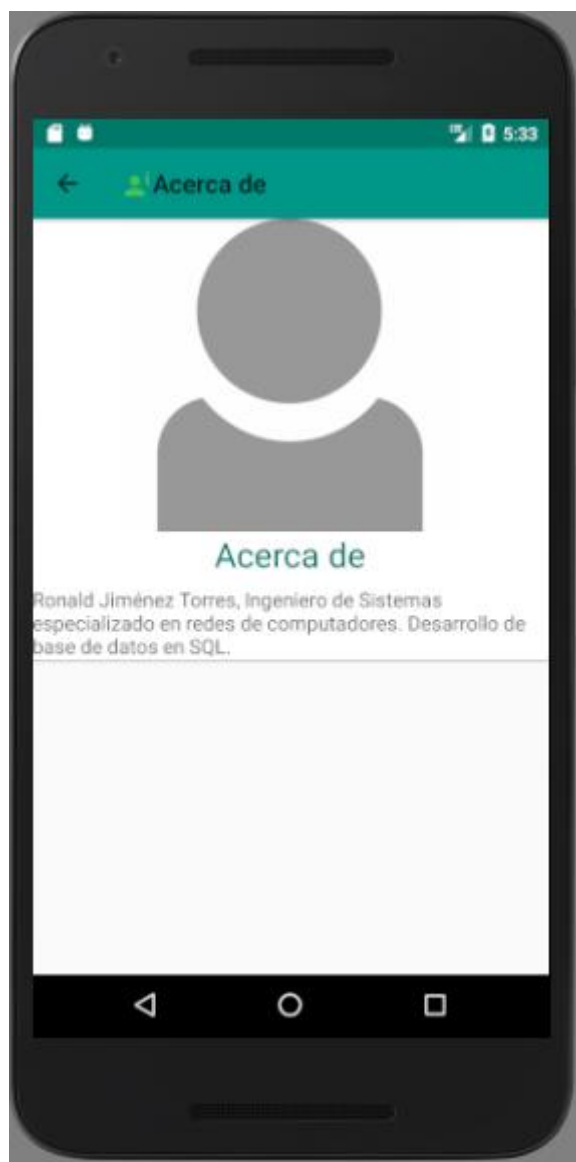 5:33
Acerca de
Acerca de
Ronald Jiménez Torres, Ingeniero de Sistemas
especializado en redes de computadores. Desarrollo de
base de datos en SQL.